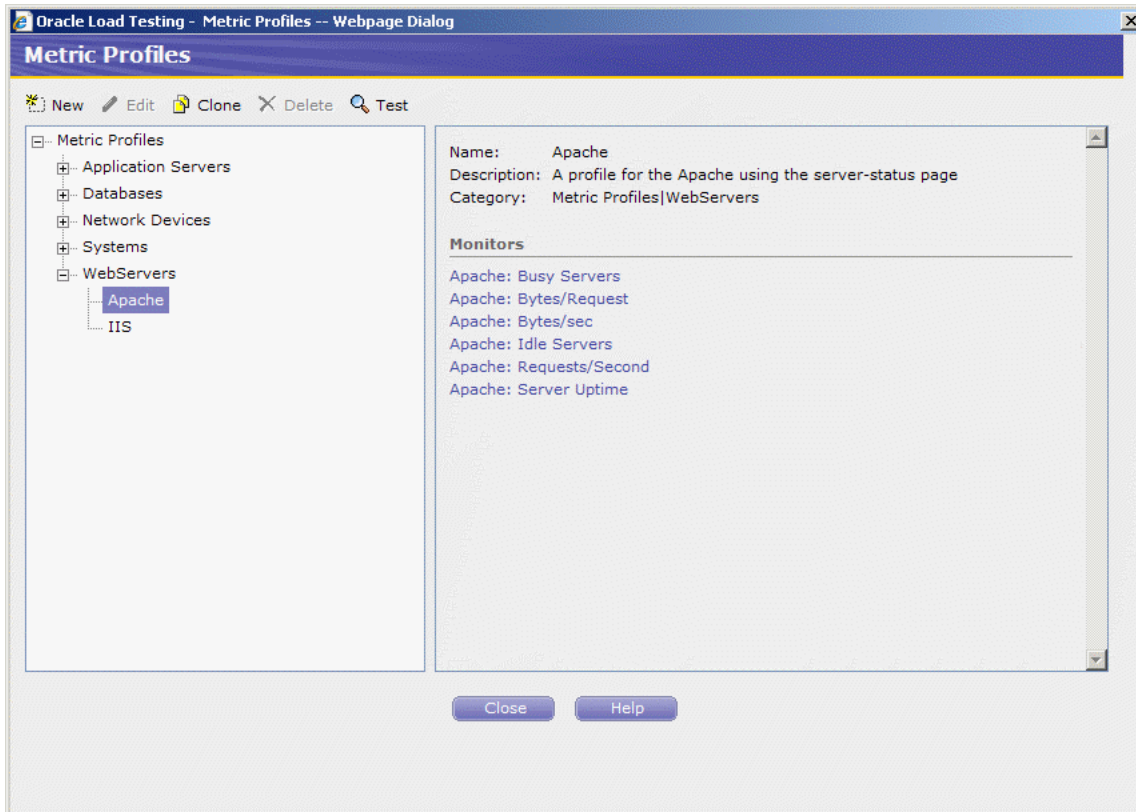 Oracle Load Testing - Metric Profiles -- Webpage Dialog
Metric Profiles
New Edit Clone Delete Test
Metric Profiles
Application Servers
Databases
Network Devices
Systems
WebServers
Apache
IIS
Name: Apache
Description: A profile for the Apache using the server-status page
Category: Metric Profiles|WebServers
Monitors
Apache: Busy Servers
Apache: Bytes/Request
Apache: Bytes/sec
Apache: Idle Servers
Apache: Requests/Second
Apache: Server Uptime
Close Help